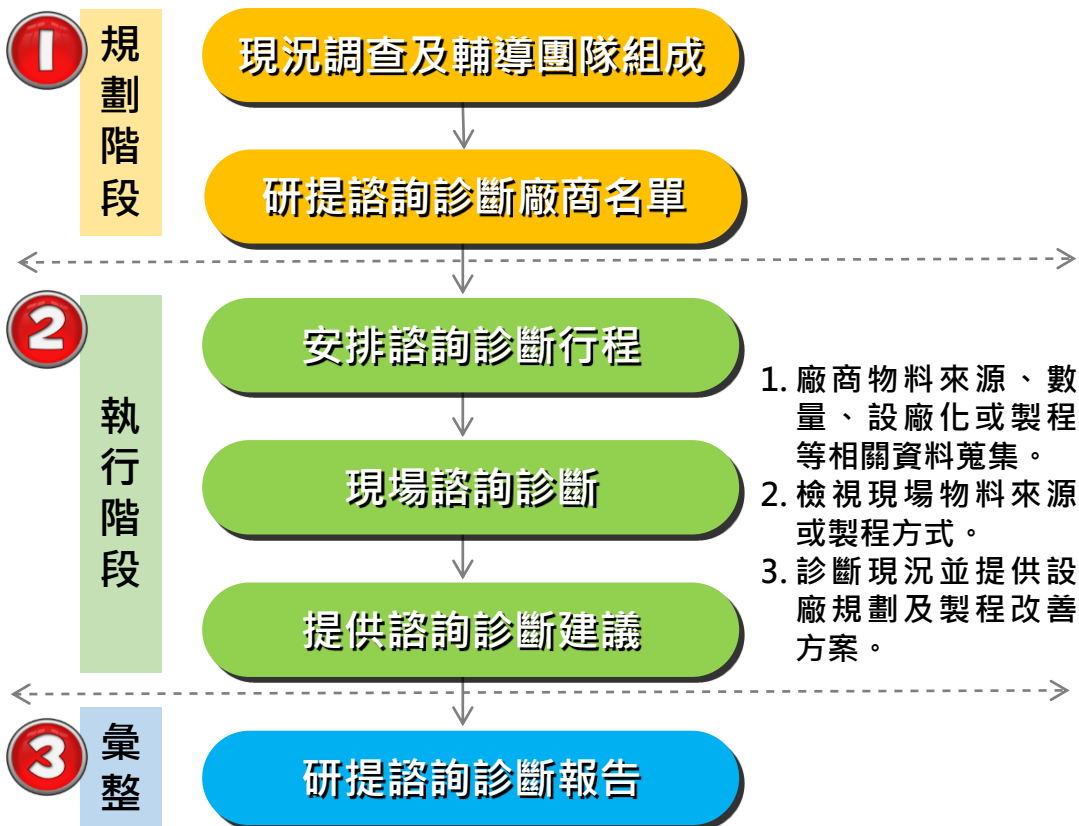 1
規劃階段
現況調查及輔導團隊組成
研提諮詢診斷廠商名單
2
執行階段
安排諮詢診斷行程
現場諮詢診斷
提供諮詢診斷建議
1. 廠商物料來源、數
量、設廠化或製程
等相關資料蒐集。
2. 檢視現場物料來源
或製程方式。
3. 診斷現況並提供設
廠規劃及製程改善
方案。
3
彙整
研提諮詢診斷報告